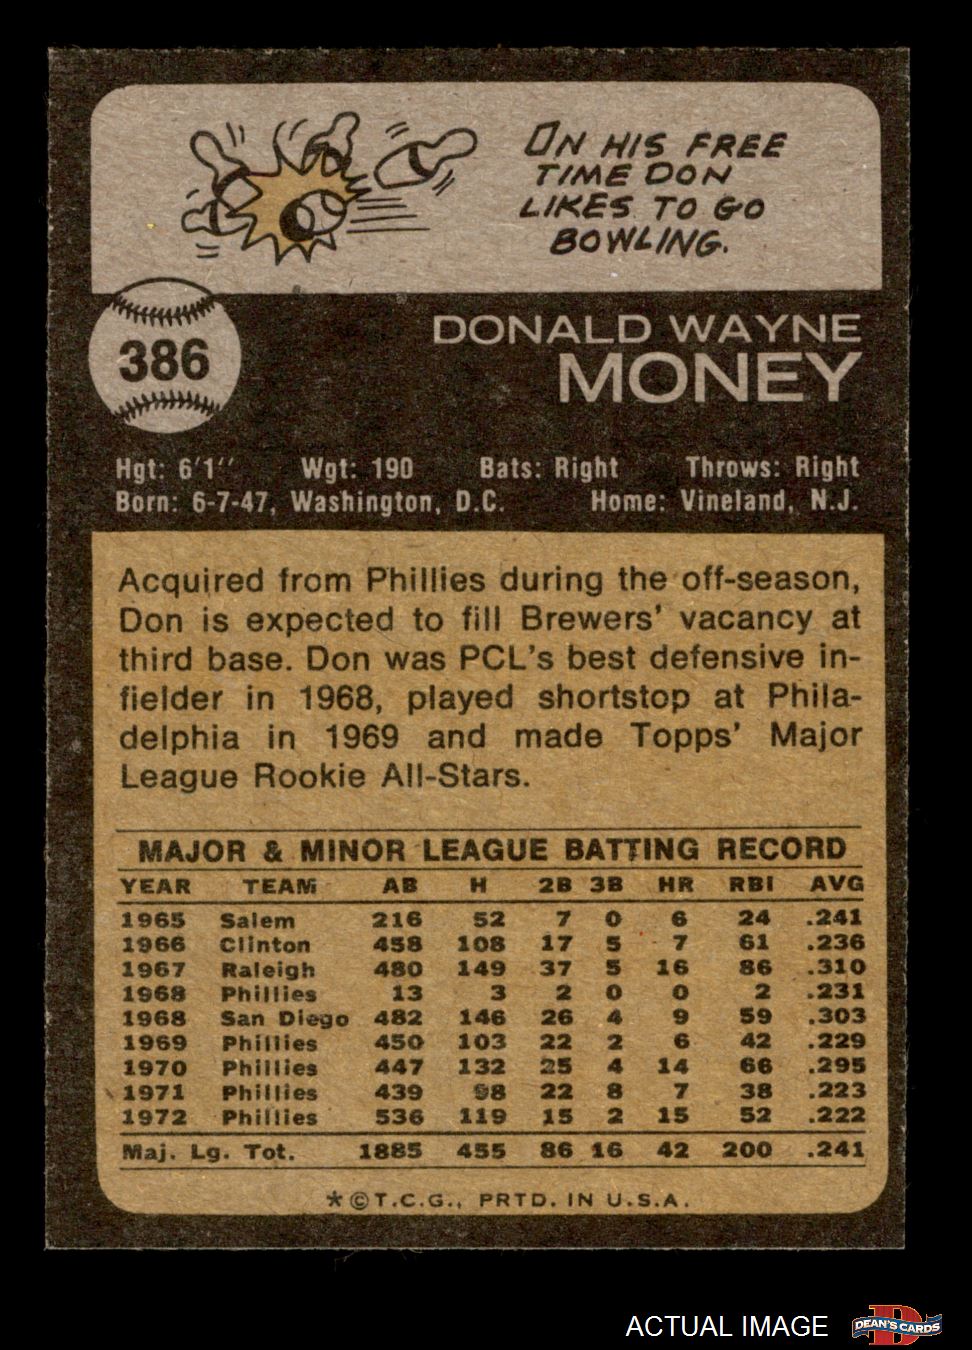 ON HIS FREE
TIME DON
LIKES TO GO
BOWLING.
386
DONALD WAYNE
MONEY
Hgt: 6'1'' Wgt: 190 Bats: Right Throws: Right
Born: 6-7-47, Washington, D.C. Home: Vineland, N.J.
Acquired from Phillies during the off-season,
Don is expected to fill Brewers' vacancy at
third base. Don was PCL's best defensive in-
fielder in 1968, played shortstop at Phila-
delphia in 1969 and made Topps' Major
League Rookie All-Stars.
MAJOR & MINOR LEAGUE BATTING RECORD
YEAR TEAM AB H 2B 3B HR RBI AVG
1965 Salem 216 52 7 0 6 24 .241
1966 Clinton 458 108 17 5 7 61 .236
1967 Raleigh 480 149 37 5 16 86 .310
1968 Phillies 13 3 2 0 0 2 .231
1968 San Diego 482 146 26 4 9 59 .303
1969 Phillies 450 103 22 2 6 42 .229
1970 Phillies 447 132 25 4 14 66 .295
1971 Phillies 439 98 22 8 7 38 .223
1972 Phillies 536 119 15 2 15 52 .222
Maj. Lg. Tot. 1885 455 86 16 42 200 .241
*©T.C.G., PRTD. IN U.S.A.
ACTUAL IMAGE
DEAN'S CARDS